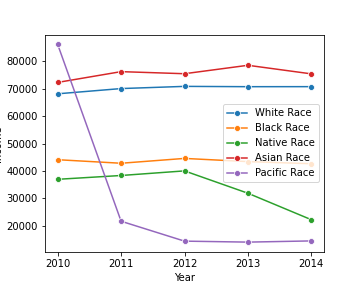 80000
70000
60000
50000
40000
30000
20000
2010
2011
2012
2013
2014
Year
White Race
Black Race
Native Race
Asian Race
Pacific Race